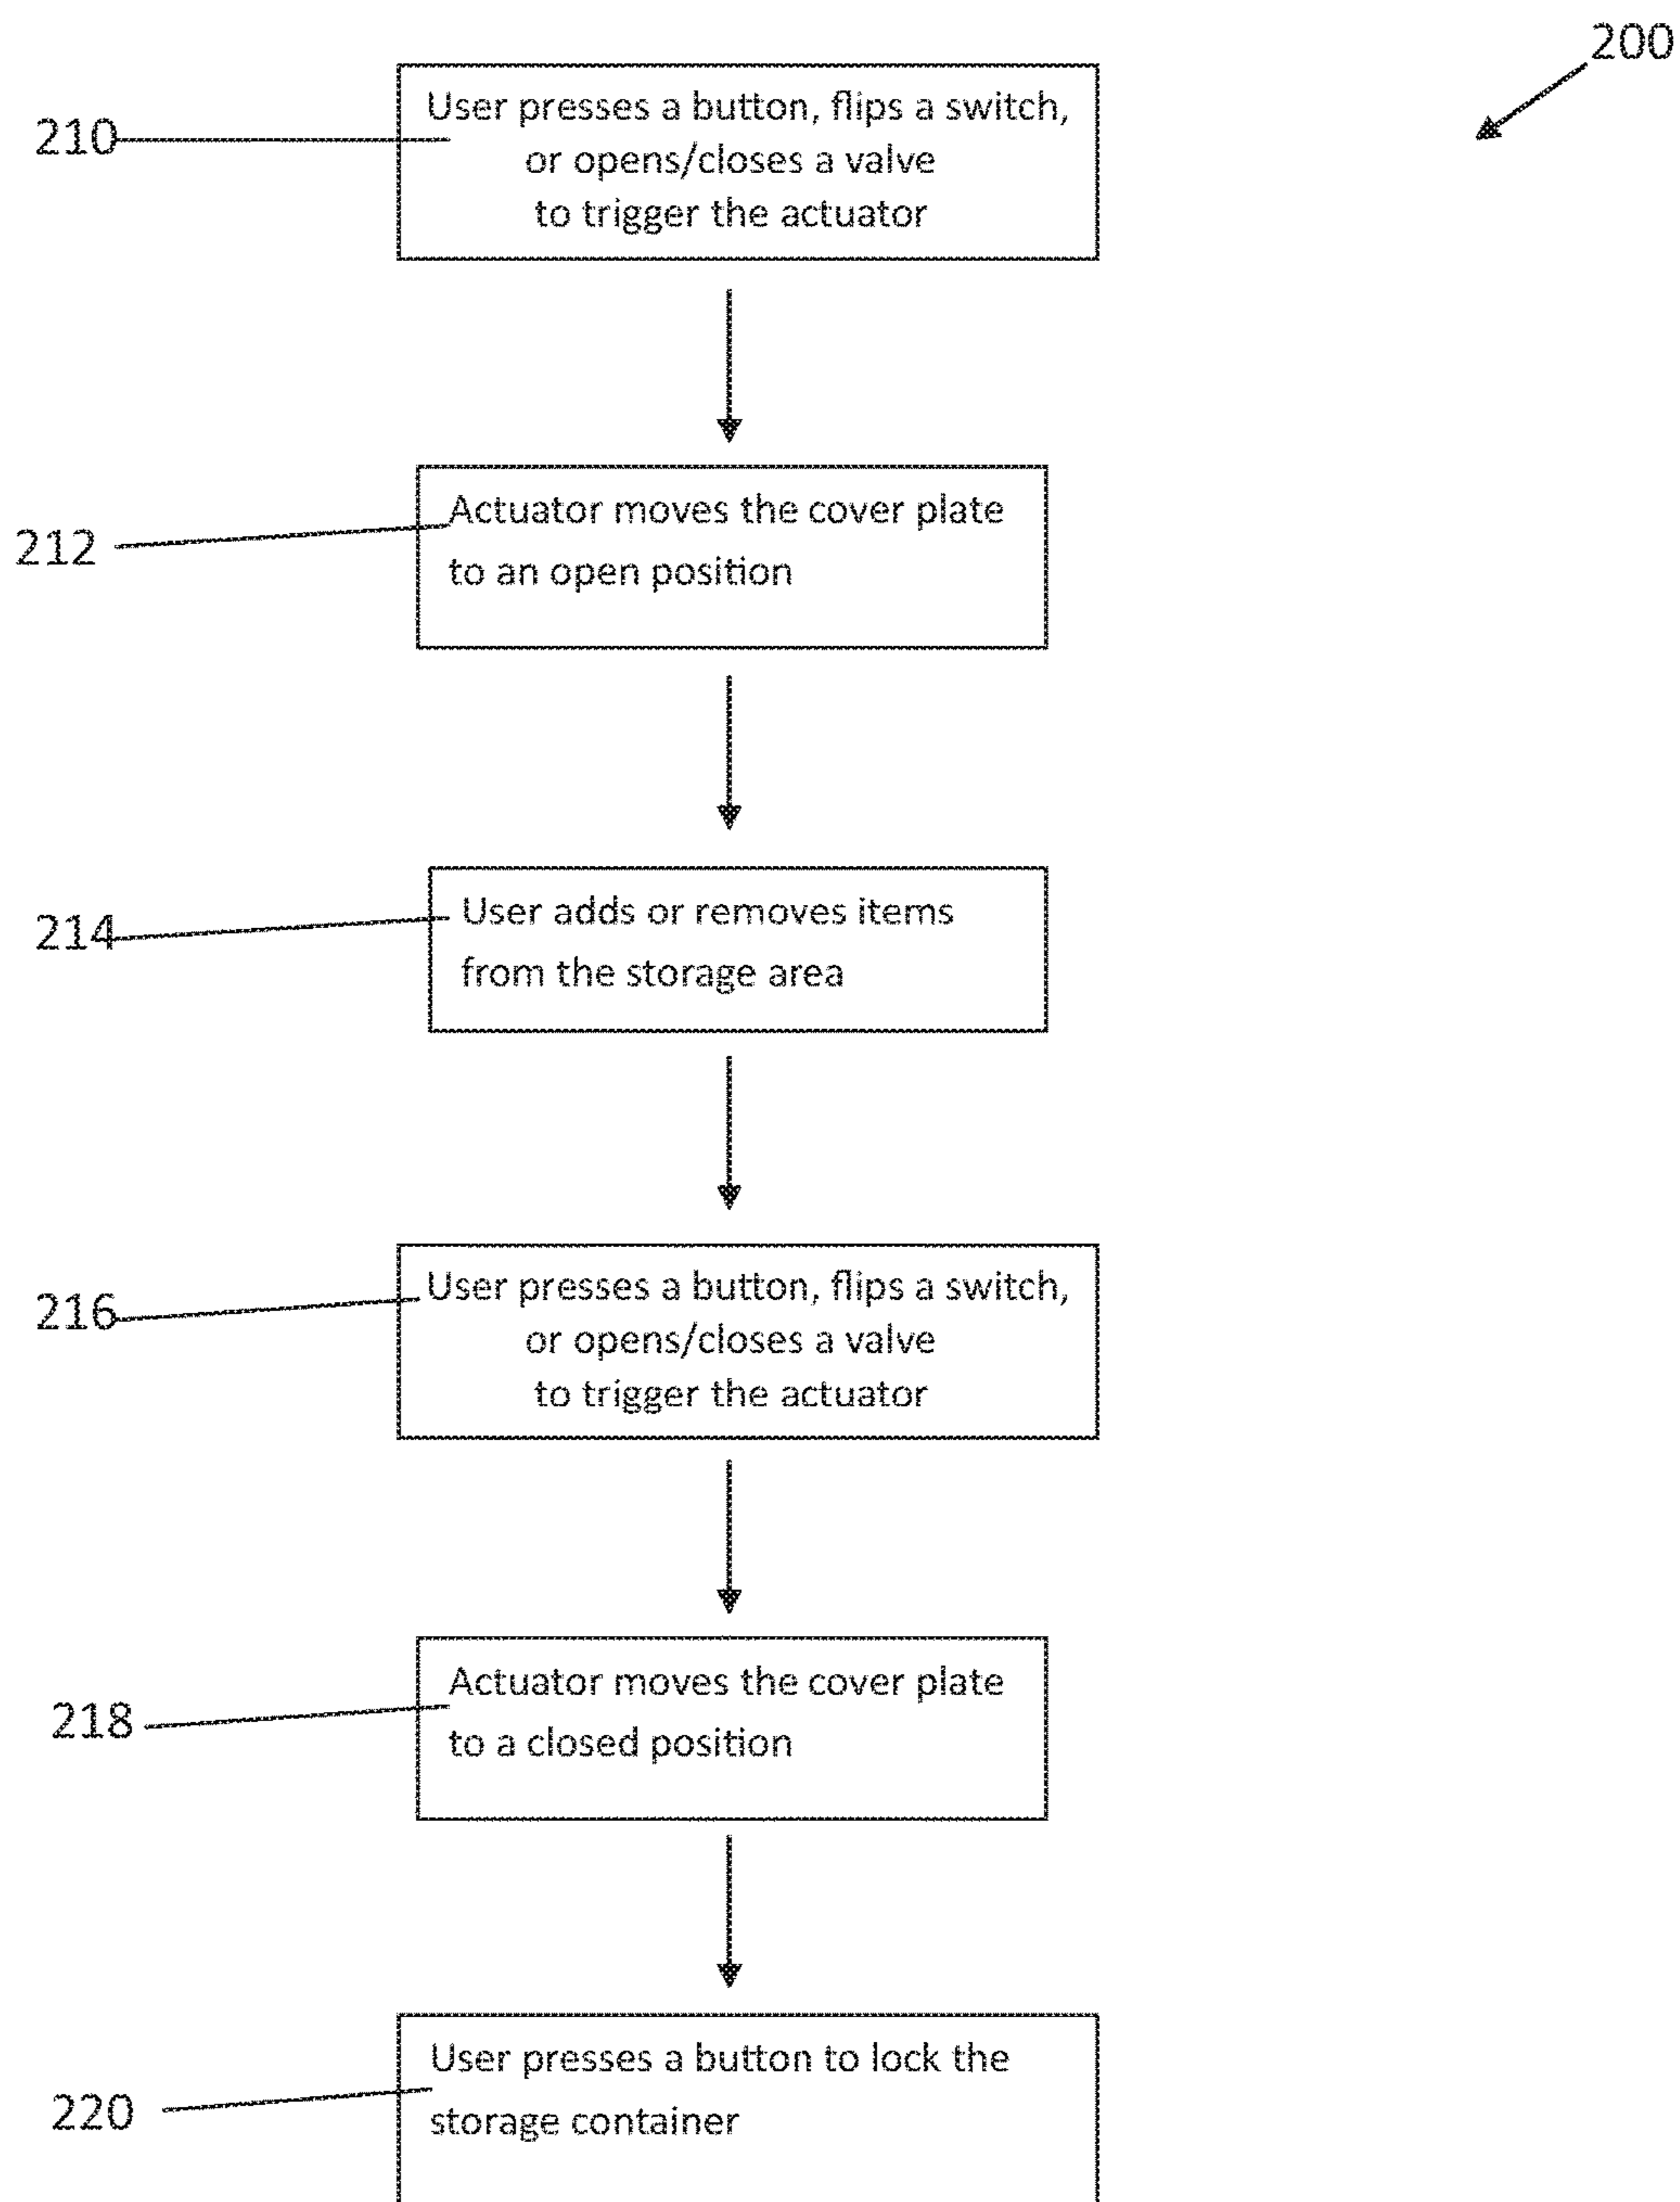 200
210
User presses a button, flips a switch,
or opens/closes a valve
to trigger the actuator
212
Actuator moves the cover plate
to an open position
214
User adds or removes items
from the storage area
216
User presses a button, flips a switch,
or opens/closes a valve
to trigger the actuator
218
Actuator moves the cover plate
to a closed position
220
User presses a button to lock the
storage container